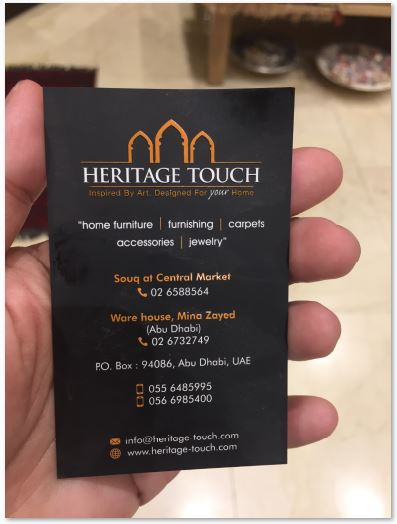 HERITAGE TOUCH
Inspired By Art. Designed For your Home
"home furniture | furnishing | carpets
accessories | jewelry"
Souq at Central Market
02 6588564
Ware house, Mina Zayed
(Abu Dhabi)
02 6732749
P.O. Box : 94086, Abu Dhabi, UAE
055 6485995
056 6985400
info@heritage-touch.com
www.heritage-touch.com